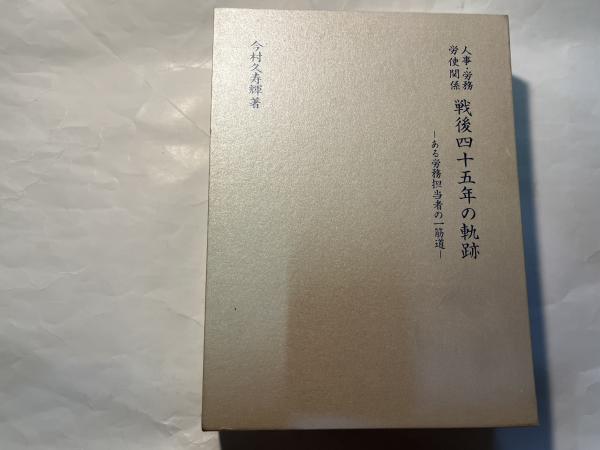 人事・労務
労使関係
戦後四十五年の軌跡
―ある労務担当者の一筋道―
今村久寿輝著